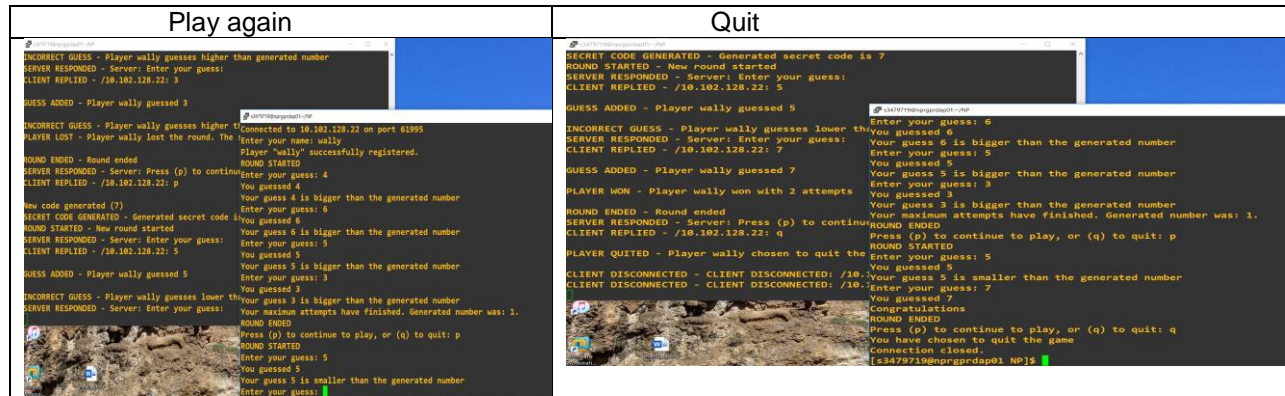 Play again
Quit
s3479719@nprgprdap01:~/NP
INCORRECT GUESS - Player wally guesses higher than generated number
SERVER RESPONDED - Server: Enter your guess:
CLIENT REPLIED - /10.102.128.22: 3
GUESS ADDED - Player wally guessed 3
INCORRECT GUESS - Player wally guesses higher t
PLAYER LOST - Player wally lost the round. The
ROUND ENDED - Round ended
SERVER RESPONDED - Server: Press (p) to continu
CLIENT REPLIED - /10.102.128.22: p
New code generated (7)
SECRET CODE GENERATED - Generated secret code i
ROUND STARTED - New round started
SERVER RESPONDED - Server: Enter your guess:
CLIENT REPLIED - /10.102.128.22: 5
GUESS ADDED - Player wally guessed 5
INCORRECT GUESS - Player wally guesses lower th
SERVER RESPONDED - Server: Enter your guess:
s3479719@nprgprdap01:~/NP
Connected to 10.102.128.22 on port 61995
Enter your name: wally
Player "wally" successfully registered.
ROUND STARTED
Enter your guess: 4
You guessed 4
Your guess 4 is bigger than the generated number
Enter your guess: 6
You guessed 6
Your guess 6 is bigger than the generated number
Enter your guess: 5
You guessed 5
Your guess 5 is bigger than the generated number
Enter your guess: 3
You guessed 3
Your guess 3 is bigger than the generated number
Your maximum attempts have finished. Generated number was: 1.
ROUND ENDED
Press (p) to continue to play, or (q) to quit: p
ROUND STARTED
Enter your guess: 5
You guessed 5
Your guess 5 is smaller than the generated number
Enter your guess:
s3479719@nprgprdap01:~/NP
SECRET CODE GENERATED - Generated secret code is 7
ROUND STARTED - New round started
SERVER RESPONDED - Server: Enter your guess:
CLIENT REPLIED - /10.102.128.22: 5
GUESS ADDED - Player wally guessed 5
INCORRECT GUESS - Player wally guesses lower th
SERVER RESPONDED - Server: Enter your guess:
CLIENT REPLIED - /10.102.128.22: 7
GUESS ADDED - Player wally guessed 7
PLAYER WON - Player wally won with 2 attempts
ROUND ENDED - Round ended
SERVER RESPONDED - Server: Press (p) to continu
CLIENT REPLIED - /10.102.128.22: q
PLAYER QUITED - Player wally chosen to quit the
CLIENT DISCONNECTED - CLIENT DISCONNECTED: /10.
CLIENT DISCONNECTED - CLIENT DISCONNECTED: /10.
s3479719@nprgprdap01:~/NP
Enter your guess: 6
You guessed 6
Your guess 6 is bigger than the generated number
Enter your guess: 5
You guessed 5
Your guess 5 is bigger than the generated number
Enter your guess: 3
You guessed 3
Your guess 3 is bigger than the generated number
Your maximum attempts have finished. Generated number was: 1.
ROUND ENDED
Press (p) to continue to play, or (q) to quit: p
ROUND STARTED
Enter your guess: 5
You guessed 5
Your guess 5 is smaller than the generated number
Enter your guess: 7
You guessed 7
Congratulations
ROUND ENDED
Press (p) to continue to play, or (q) to quit: q
You have chosen to quit the game
Connection closed.
[s3479719@nprgprdap01 NP]$